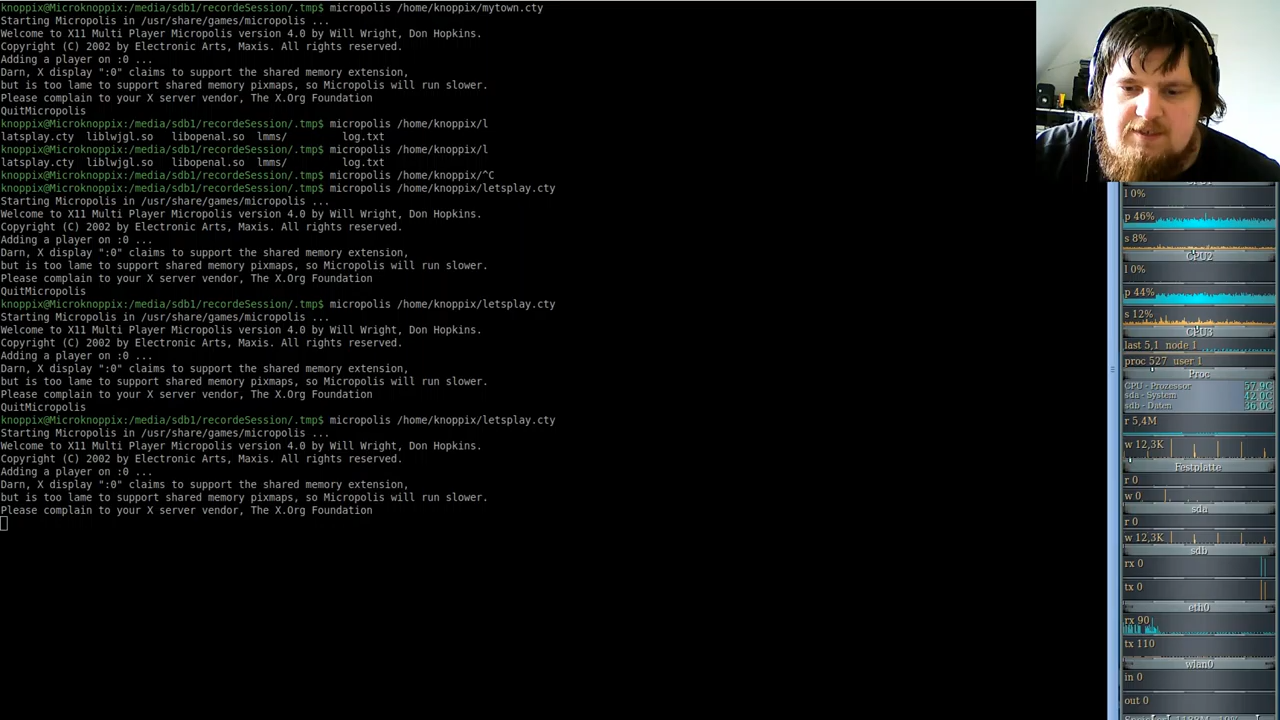 knoppix@Microknoppix:/media/sdb1/recordeSession/.tmp$ micropolis /home/knoppix/mytown.cty
Starting Micropolis in /usr/share/games/micropolis ...
Welcome to X11 Multi Player Micropolis version 4.0 by Will Wright, Don Hopkins.
Copyright (C) 2002 by Electronic Arts, Maxis. All rights reserved.
Adding a player on :0 ...
Darn, X display ":0" claims to support the shared memory extension,
but is too lame to support shared memory pixmaps, so Micropolis will run slower.
Please complain to your X server vendor, The X.Org Foundation
QuitMicropolis
knoppix@Microknoppix:/media/sdb1/recordeSession/.tmp$ micropolis /home/knoppix/l
latsplay.cty liblwjgl.so libopenal.so lmms/ log.txt
knoppix@Microknoppix:/media/sdb1/recordeSession/.tmp$ micropolis /home/knoppix/l
latsplay.cty liblwjgl.so libopenal.so lmms/ log.txt
knoppix@Microknoppix:/media/sdb1/recordeSession/.tmp$ micropolis /home/knoppix/^C
knoppix@Microknoppix:/media/sdb1/recordeSession/.tmp$ micropolis /home/knoppix/letsplay.cty
Starting Micropolis in /usr/share/games/micropolis ...
Welcome to X11 Multi Player Micropolis version 4.0 by Will Wright, Don Hopkins.
Copyright (C) 2002 by Electronic Arts, Maxis. All rights reserved.
Adding a player on :0 ...
Darn, X display ":0" claims to support the shared memory extension,
but is too lame to support shared memory pixmaps, so Micropolis will run slower.
Please complain to your X server vendor, The X.Org Foundation
QuitMicropolis
knoppix@Microknoppix:/media/sdb1/recordeSession/.tmp$ micropolis /home/knoppix/letsplay.cty
Starting Micropolis in /usr/share/games/micropolis ...
Welcome to X11 Multi Player Micropolis version 4.0 by Will Wright, Don Hopkins.
Copyright (C) 2002 by Electronic Arts, Maxis. All rights reserved.
Adding a player on :0 ...
Darn, X display ":0" claims to support the shared memory extension,
but is too lame to support shared memory pixmaps, so Micropolis will run slower.
Please complain to your X server vendor, The X.Org Foundation
QuitMicropolis
knoppix@Microknoppix:/media/sdb1/recordeSession/.tmp$ micropolis /home/knoppix/letsplay.cty
Starting Micropolis in /usr/share/games/micropolis ...
Welcome to X11 Multi Player Micropolis version 4.0 by Will Wright, Don Hopkins.
Copyright (C) 2002 by Electronic Arts, Maxis. All rights reserved.
Adding a player on :0 ...
Darn, X display ":0" claims to support the shared memory extension,
but is too lame to support shared memory pixmaps, so Micropolis will run slower.
Please complain to your X server vendor, The X.Org Foundation
l 0%
p 46%
s 8%
CPU2
l 0%
p 44%
s 12%
CPU3
last 5,1 node 1
proc 527 user 1
Proc
CPU - Prozessor 57,9C
sda - System 42,0C
sdb - Daten 36,0C
r 5,4M
w 12,3K
Festplatte
r 0
w 0
sda
r 0
w 12,3K
sdb
rx 0
tx 0
eth0
rx 90
tx 110
wlan0
in 0
out 0